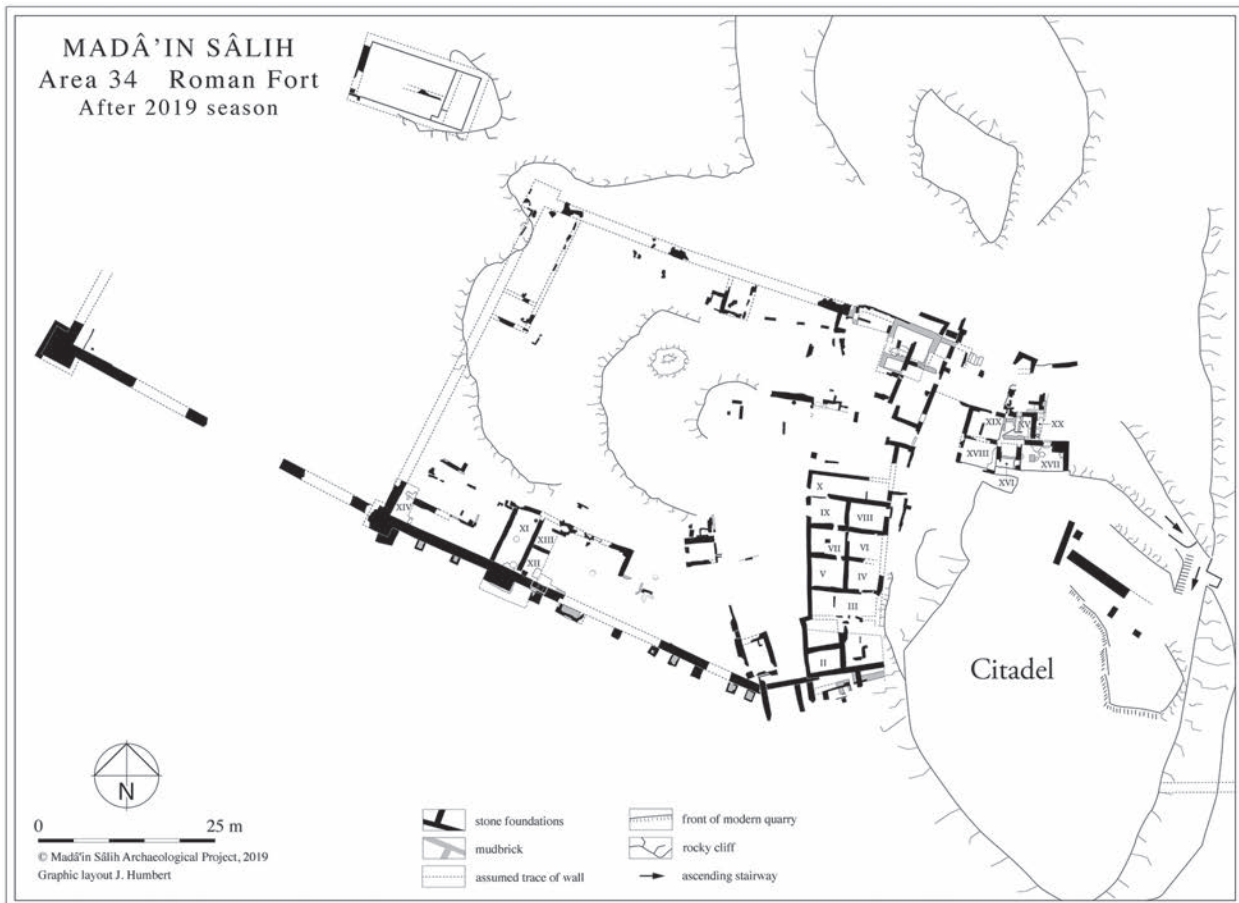 MADÂ'IN SÂLIH
Area 34 Roman Fort
After 2019 season
XIX
XV
XX
XVIII
XVII
XVI
X
IX
VIII
XIV
XI
XIII
VII
VI
XII
V
IV
III
I
II
Citadel
N
0 25 m
© Madâ'in Sâlih Archaeological Project, 2019
Graphic layout J. Humbert
stone foundations
mudbrick
assumed trace of wall
front of modern quarry
rocky cliff
ascending stairway